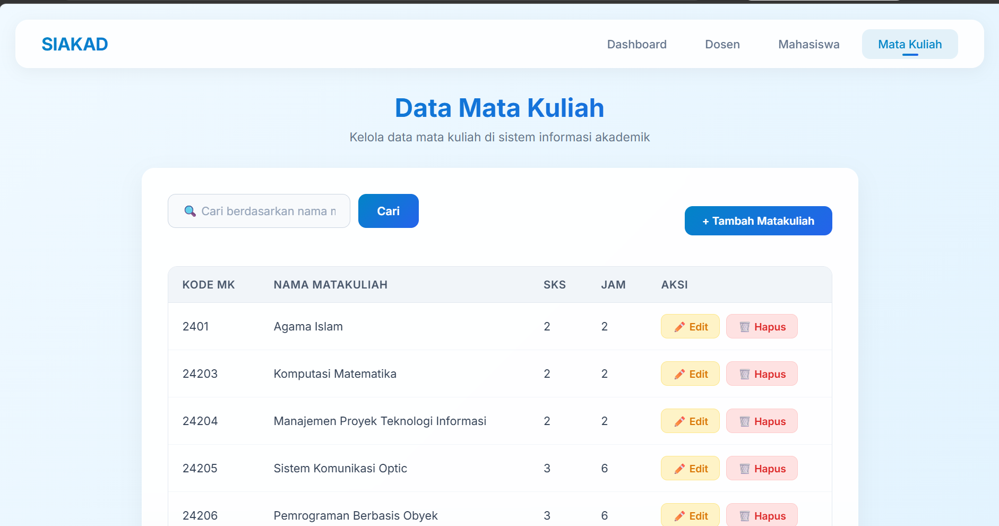 SIAKAD Dashboard Dosen Mahasiswa Mata Kuliah
Data Mata Kuliah
Kelola data mata kuliah di sistem informasi akademik
Cari berdasarkan nama Cari
+ Tambah Matakuliah
KODE MK NAMA MATAKULIAH SKS JAM AKSI
2401 Agama Islam 2 2 Edit Hapus
24203 Komputasi Matematika 2 2 Edit Hapus
24204 Manajemen Proyek Teknologi Informasi 2 2 Edit Hapus
24205 Sistem Komunikasi Optic 3 6 Edit Hapus
24206 Pemrograman Berbasis Obyek 3 6 Edit Hapus